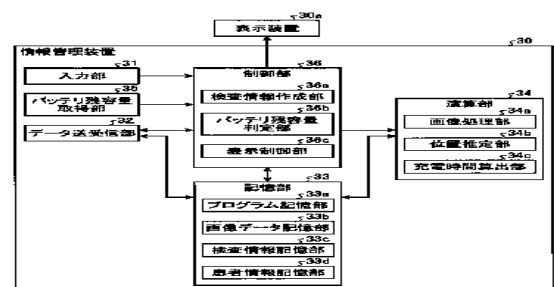 30a
表示装置
30
情報管理装置
31
入力部
35
バッテリ残容量
取得部
32
データ送受信部
36
制御部
36a
検査情報作成部
36b
バッテリ残容量
判定部
36c
表示制御部
34
演算部
34a
画像処理部
34b
位置推定部
34c
充電時間算出部
33
記憶部
33a
プログラム記憶部
33b
画像データ記憶部
33c
検査情報記憶部
33d
患者情報記憶部